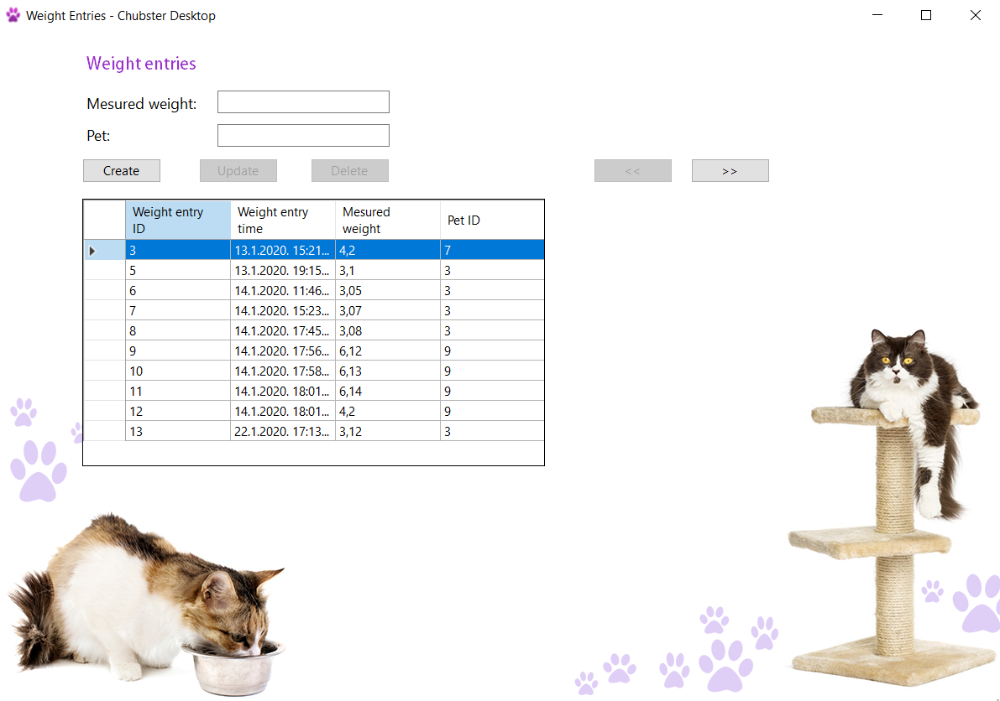 Weight Entries - Chubster Desktop
Weight entries
Mesured weight:
Pet:
Create Update Delete << >>
Weight entry ID Weight entry time Mesured weight Pet ID
3 13.1.2020. 15:21... 4,2 7
5 13.1.2020. 19:15... 3,1 3
6 14.1.2020. 11:46... 3,05 3
7 14.1.2020. 15:23... 3,07 3
8 14.1.2020. 17:45... 3,08 3
9 14.1.2020. 17:56... 6,12 9
10 14.1.2020. 17:58... 6,13 9
11 14.1.2020. 18:01... 6,14 9
12 14.1.2020. 18:01... 4,2 9
13 22.1.2020. 17:13... 3,12 3